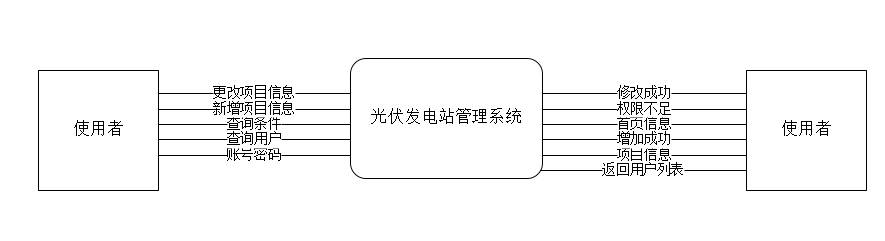 使用者
更改项目信息
新增项目信息
查询条件
查询用户
账号密码
光伏发电站管理系统
修改成功
权限不足
首页信息
增加成功
项目信息
返回用户列表
使用者